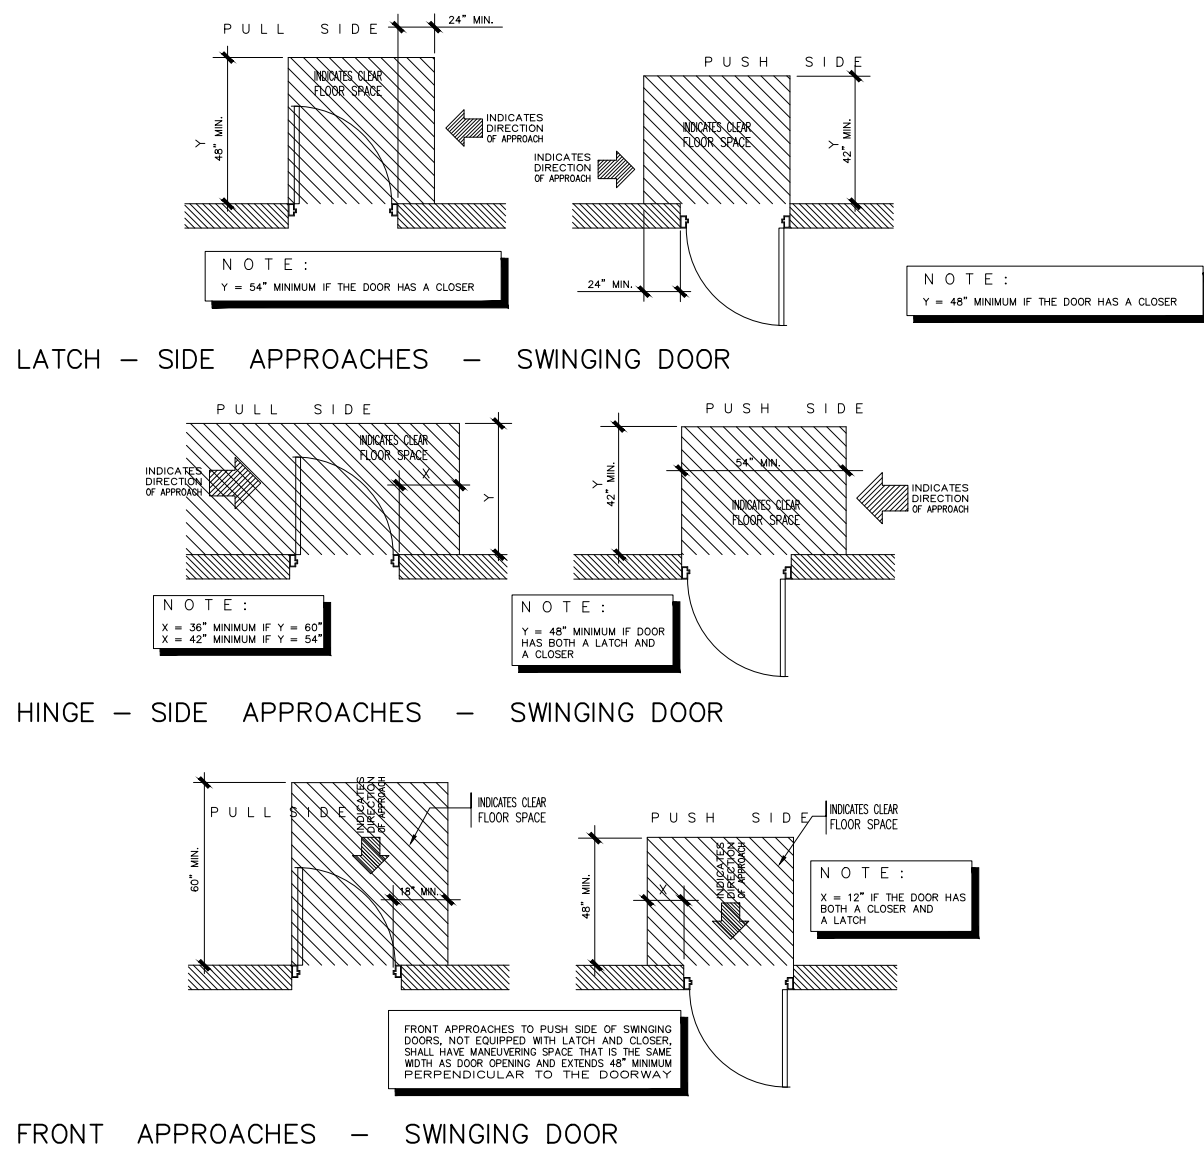 PULL SIDE
24" MIN.
INDICATES CLEAR
FLOOR SPACE
Y
48" MIN.
INDICATES
DIRECTION
OF APPROACH
NOTE:
Y = 54" MINIMUM IF THE DOOR HAS A CLOSER
PUSH SIDE
INDICATES CLEAR
FLOOR SPACE
Y
42" MIN.
INDICATES
DIRECTION
OF APPROACH
24" MIN.
NOTE:
Y = 48" MINIMUM IF THE DOOR HAS A CLOSER
LATCH – SIDE APPROACHES – SWINGING DOOR
PULL SIDE
INDICATES CLEAR
FLOOR SPACE
X
Y
INDICATES
DIRECTION
OF APPROACH
NOTE:
X = 36" MINIMUM IF Y = 60"
X = 42" MINIMUM IF Y = 54"
PUSH SIDE
54" MIN.
Y
42" MIN.
INDICATES CLEAR
FLOOR SPACE
INDICATES
DIRECTION
OF APPROACH
NOTE:
Y = 48" MINIMUM IF DOOR
HAS BOTH A LATCH AND
A CLOSER
HINGE – SIDE APPROACHES – SWINGING DOOR
PULL SIDE
INDICATES
DIRECTION
OF APPROACH
INDICATES CLEAR
FLOOR SPACE
60" MIN.
18" MIN.
PUSH SIDE
INDICATES CLEAR
FLOOR SPACE
INDICATES
DIRECTION
OF APPROACH
X
48" MIN.
NOTE:
X = 12" IF THE DOOR HAS
BOTH A CLOSER AND
A LATCH
FRONT APPROACHES TO PUSH SIDE OF SWINGING
DOORS, NOT EQUIPPED WITH LATCH AND CLOSER,
SHALL HAVE MANEUVERING SPACE THAT IS THE SAME
WIDTH AS DOOR OPENING AND EXTENDS 48" MINIMUM
PERPENDICULAR TO THE DOORWAY
FRONT APPROACHES – SWINGING DOOR